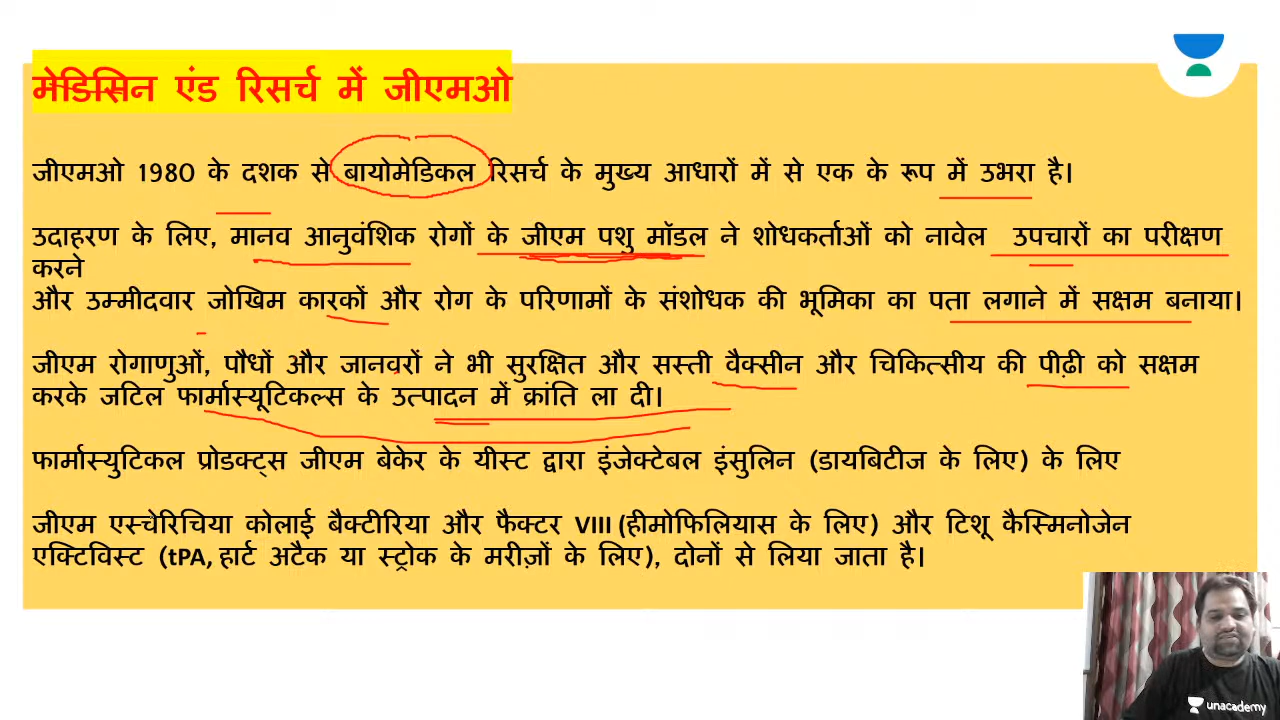 मेडिसिन एंड रिसर्च में जीएमओ
जीएमओ 1980 के दशक से बायोमेडिकल रिसर्च के मुख्य आधारों में से एक के रूप में उभरा है।
उदाहरण के लिए, मानव आनुवंशिक रोगों के जीएम पशु मॉडल ने शोधकर्ताओं को नावेल उपचारों का परीक्षण
करने
और उम्मीदवार जोखिम कारकों और रोग के परिणामों के संशोधक की भूमिका का पता लगाने में सक्षम बनाया।
जीएम रोगाणुओं, पौधों और जानवरों ने भी सुरक्षित और सस्ती वैक्सीन और चिकित्सीय की पीढ़ी को सक्षम
करके जटिल फार्मास्यूटिकल्स के उत्पादन में क्रांति ला दी।
फार्मास्युटिकल प्रोडक्ट्स जीएम बेकेर के यीस्ट द्वारा इंजेक्टेबल इंसुलिन (डायबिटीज के लिए) के लिए
जीएम एस्चेरिचिया कोलाई बैक्टीरिया और फैक्टर VIII (हीमोफिलियास के लिए) और टिशू कैस्मिनोजेन
एक्टिविस्ट (tPA, हार्ट अटैक या स्ट्रोक के मरीज़ों के लिए), दोनों से लिया जाता है।
unacademy